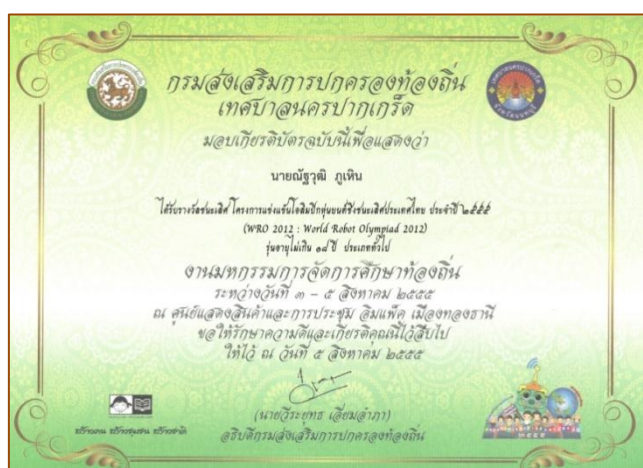 กรมส่งเสริมการปกครองท้องถิ่น
เทศบาลนครปากเกร็ด
มอบเกียรติบัตรฉบับนี้เพื่อแสดงว่า
นายณัฐวุฒิ ภูเหิน
ได้รับรางวัลชนะเลิศ โครงการแข่งขันโอลิมปิกหุ่นยนต์ชิงชนะเลิศประเทศไทย ประจำปี ๒๕๕๕
(WRO 2012 : World Robot Olympiad 2012)
รุ่นอายุไม่เกิน ๑๘ ปี ประเภททั่วไป
งานมหกรรมการจัดการศึกษาท้องถิ่น
ระหว่างวันที่ ๓ - ๕ สิงหาคม ๒๕๕๕
ณ ศูนย์แสดงสินค้าและการประชุม อิมแพ็ค เมืองทองธานี
ขอให้รักษาความดีและเกียรติคุณนี้ไว้สืบไป
ให้ไว้ ณ วันที่ ๕ สิงหาคม ๒๕๕๕
(นายวีระยุทธ เอี่ยมอำภา)
อธิบดีกรมส่งเสริมการปกครองท้องถิ่น